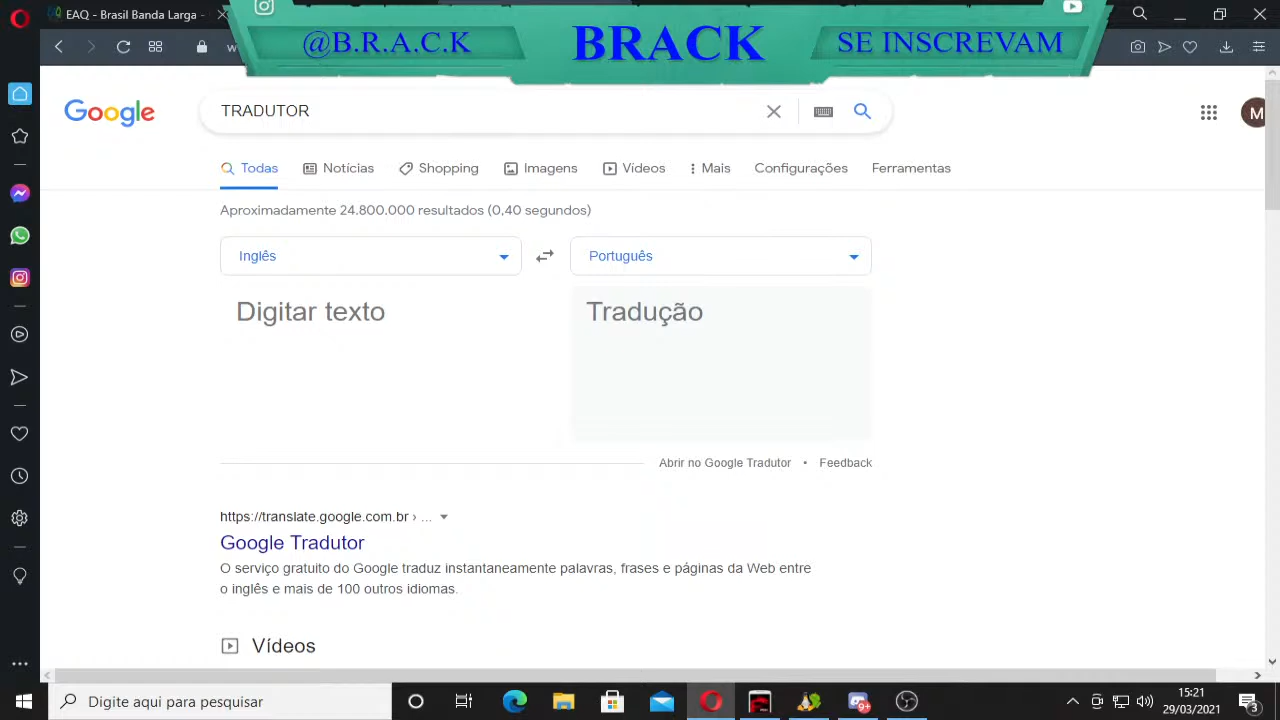 EAQ - Brasil Banda Larga
@B.R.A.C.K
BRACK
SE INSCREVAM
Google
TRADUTOR
M
Todas
Notícias
Shopping
Imagens
Vídeos
Mais
Configurações
Ferramentas
Aproximadamente 24.800.000 resultados (0,40 segundos)
Inglês
Português
Digitar texto
Tradução
Abrir no Google Tradutor • Feedback
https://translate.google.com.br › ...
Google Tradutor
O serviço gratuito do Google traduz instantaneamente palavras, frases e páginas da Web entre
o inglês e mais de 100 outros idiomas.
Vídeos
Digite aqui para pesquisar
9+
15:21
29/03/2021
3